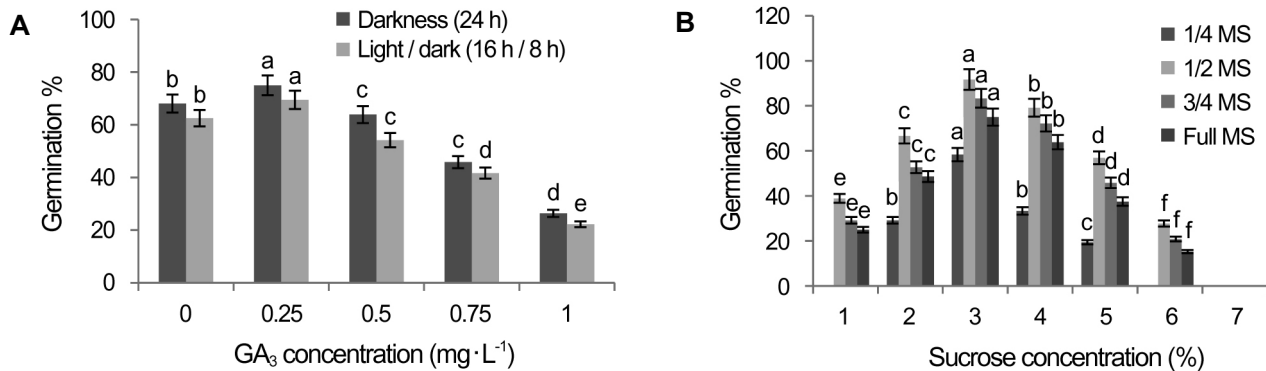 A
Germination %
100
80
60
40
20
0
Darkness (24 h)
Light / dark (16 h / 8 h)
b b a a c c c d d e
0 0.25 0.5 0.75 1
GA₃ concentration (mg·L⁻¹)
B
Germination %
120
100
80
60
40
20
0
1/4 MS
1/2 MS
3/4 MS
Full MS
e e e b c c c a a a a b b b b c d d d f f f
1 2 3 4 5 6 7
Sucrose concentration (%)